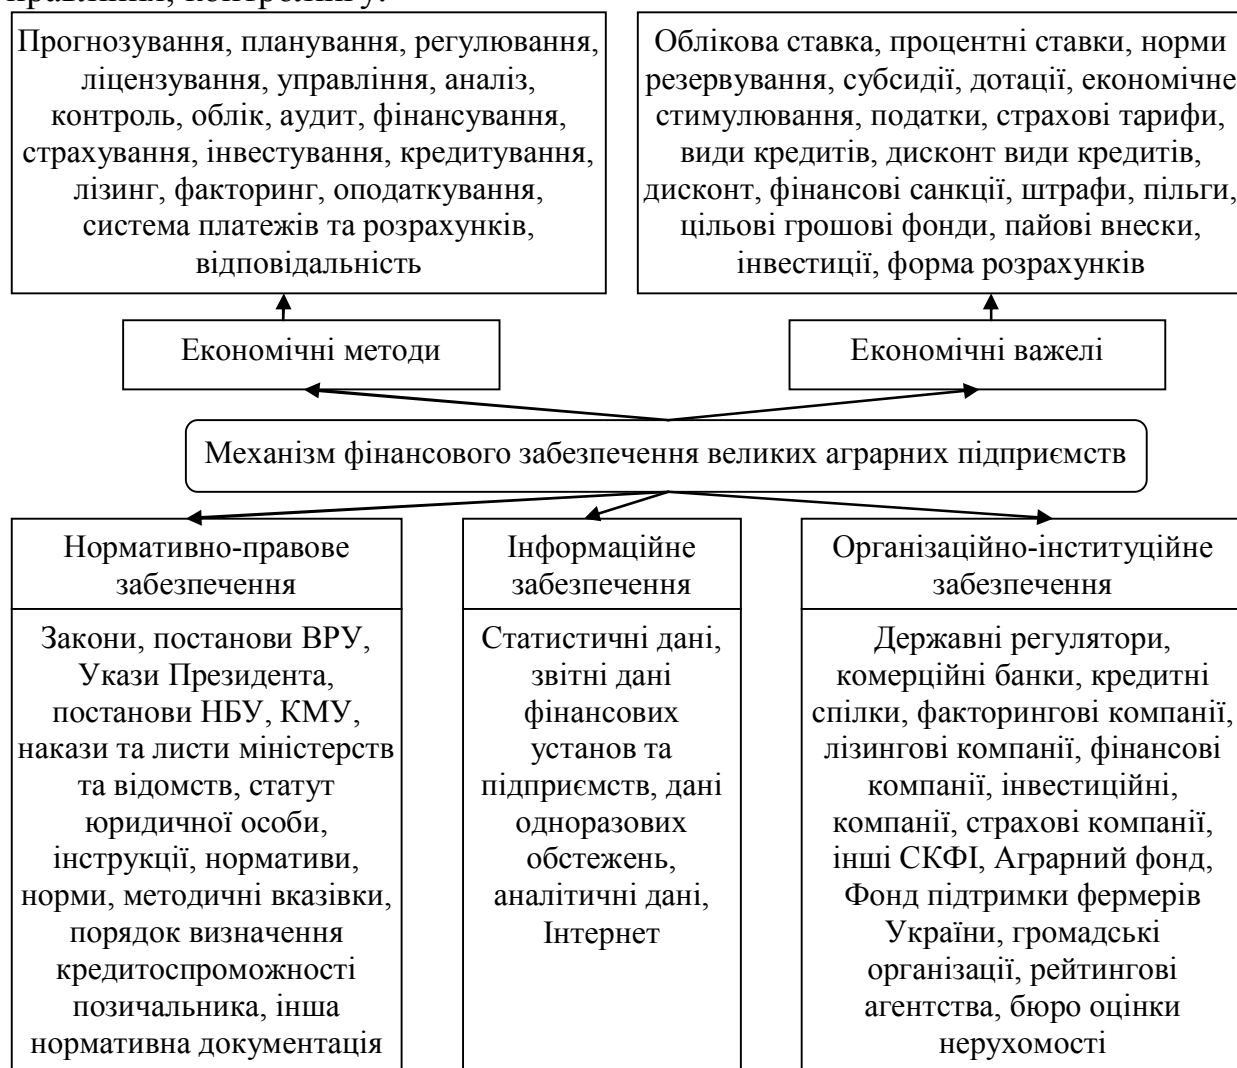 Прогнозування, планування, регулювання,
ліцензування, управління, аналіз,
контроль, облік, аудит, фінансування,
страхування, інвестування, кредитування,
лізинг, факторинг, оподаткування,
система платежів та розрахунків,
відповідальність
Облікова ставка, процентні ставки, норми
резервування, субсидії, дотації, економічне
стимулювання, податки, страхові тарифи,
види кредитів, дисконт види кредитів,
дисконт, фінансові санкції, штрафи, пільги,
цільові грошові фонди, пайові внески,
інвестиції, форма розрахунків
Економічні методи
Економічні важелі
Механізм фінансового забезпечення великих аграрних підприємств
Нормативно-правове
забезпечення
Закони, постанови ВРУ,
Укази Президента,
постанови НБУ, КМУ,
накази та листи міністерств
та відомств, статут
юридичної особи,
інструкції, нормативи,
норми, методичні вказівки,
порядок визначення
кредитоспроможності
позичальника, інша
нормативна документація
Інформаційне
забезпечення
Статистичні дані,
звітні дані
фінансових
установ та
підприємств, дані
одноразових
обстежень,
аналітичні дані,
Інтернет
Організаційно-інституційне
забезпечення
Державні регулятори,
комерційні банки, кредитні
спілки, факторингові компанії,
лізингові компанії, фінансові
компанії, інвестиційні,
компанії, страхові компанії,
інші СКФІ, Аграрний фонд,
Фонд підтримки фермерів
України, громадські
організації, рейтингові
агентства, бюро оцінки
нерухомості